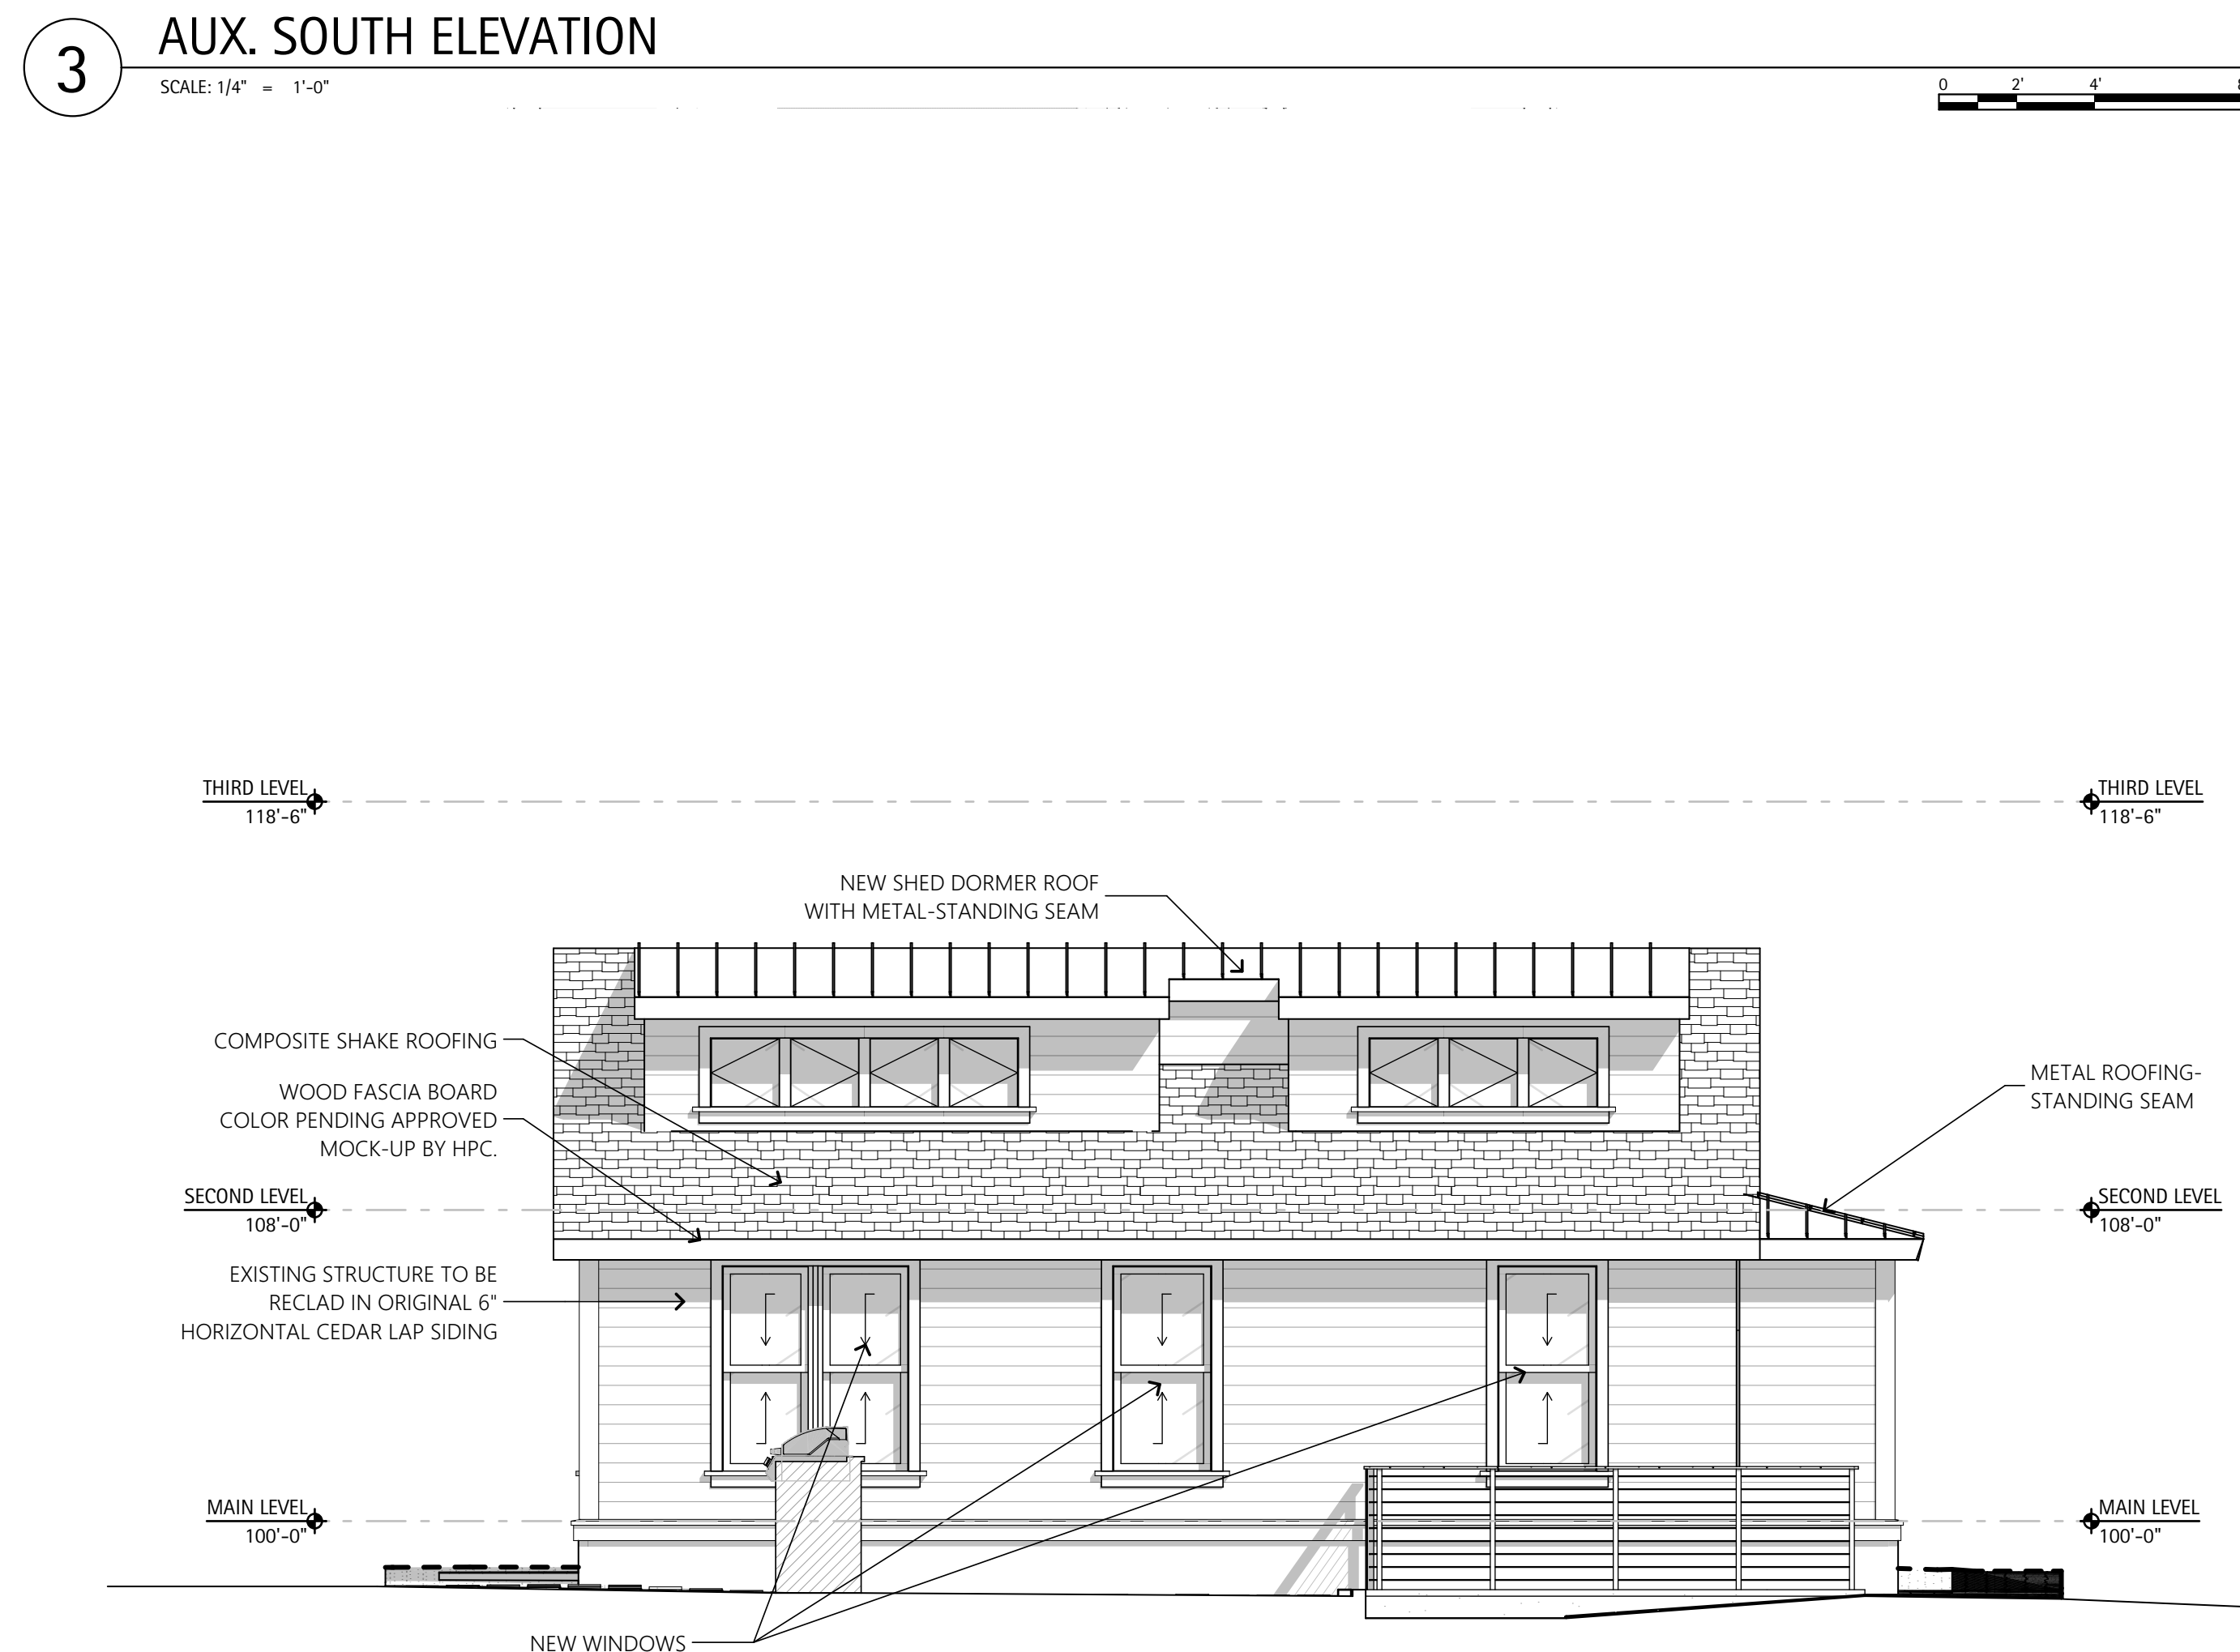 3
AUX. SOUTH ELEVATION
SCALE: 1/4" = 1'-0"
0 2' 4' 8
THIRD LEVEL
118'-6"
THIRD LEVEL
118'-6"
NEW SHED DORMER ROOF
WITH METAL-STANDING SEAM
COMPOSITE SHAKE ROOFING
WOOD FASCIA BOARD
COLOR PENDING APPROVED
MOCK-UP BY HPC.
METAL ROOFING-
STANDING SEAM
SECOND LEVEL
108'-0"
SECOND LEVEL
108'-0"
EXISTING STRUCTURE TO BE
RECLAD IN ORIGINAL 6"
HORIZONTAL CEDAR LAP SIDING
MAIN LEVEL
100'-0"
MAIN LEVEL
100'-0"
NEW WINDOWS